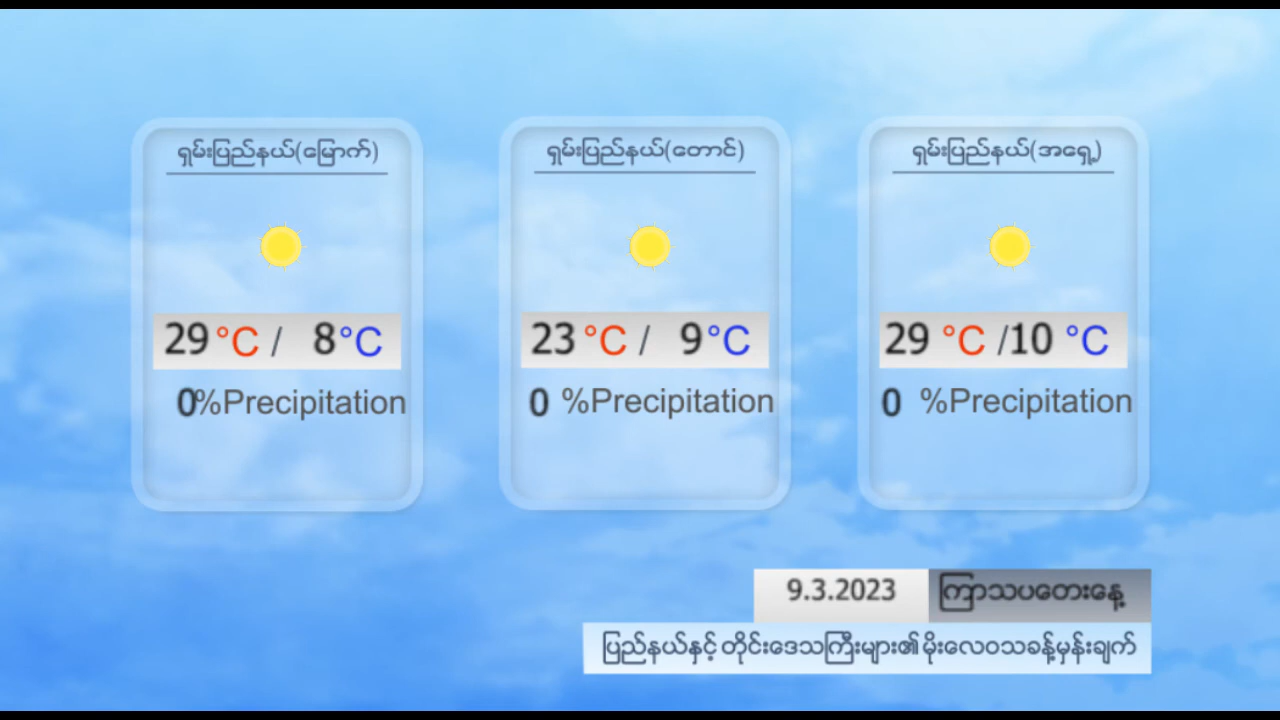 ရှမ်းပြည်နယ်(မြောက်)
29 °C / 8 °C
0 %Precipitation
ရှမ်းပြည်နယ်(တောင်)
23 °C / 9 °C
0 %Precipitation
ရှမ်းပြည်နယ်(အရှေ့)
29 °C /10 °C
0 %Precipitation
9.3.2023 ကြာသပတေးနေ့
ပြည်နယ်နှင့် တိုင်းဒေသကြီးများ၏ မိုးလေဝသခန့်မှန်းချက်